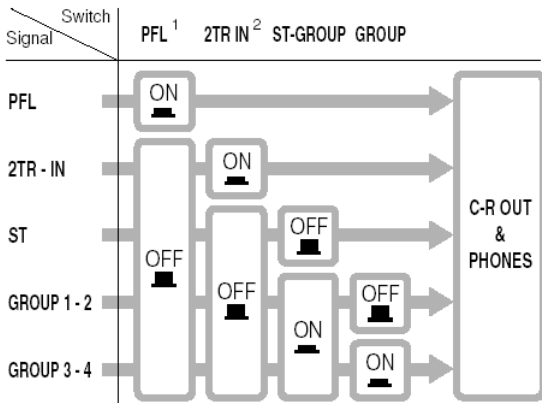 Switch
Signal
PFL 1 2TR IN 2 ST-GROUP GROUP
PFL ON
2TR - IN ON
ST OFF
C-R OUT
&
PHONES
OFF OFF
GROUP 1 - 2 OFF
ON
GROUP 3 - 4 ON